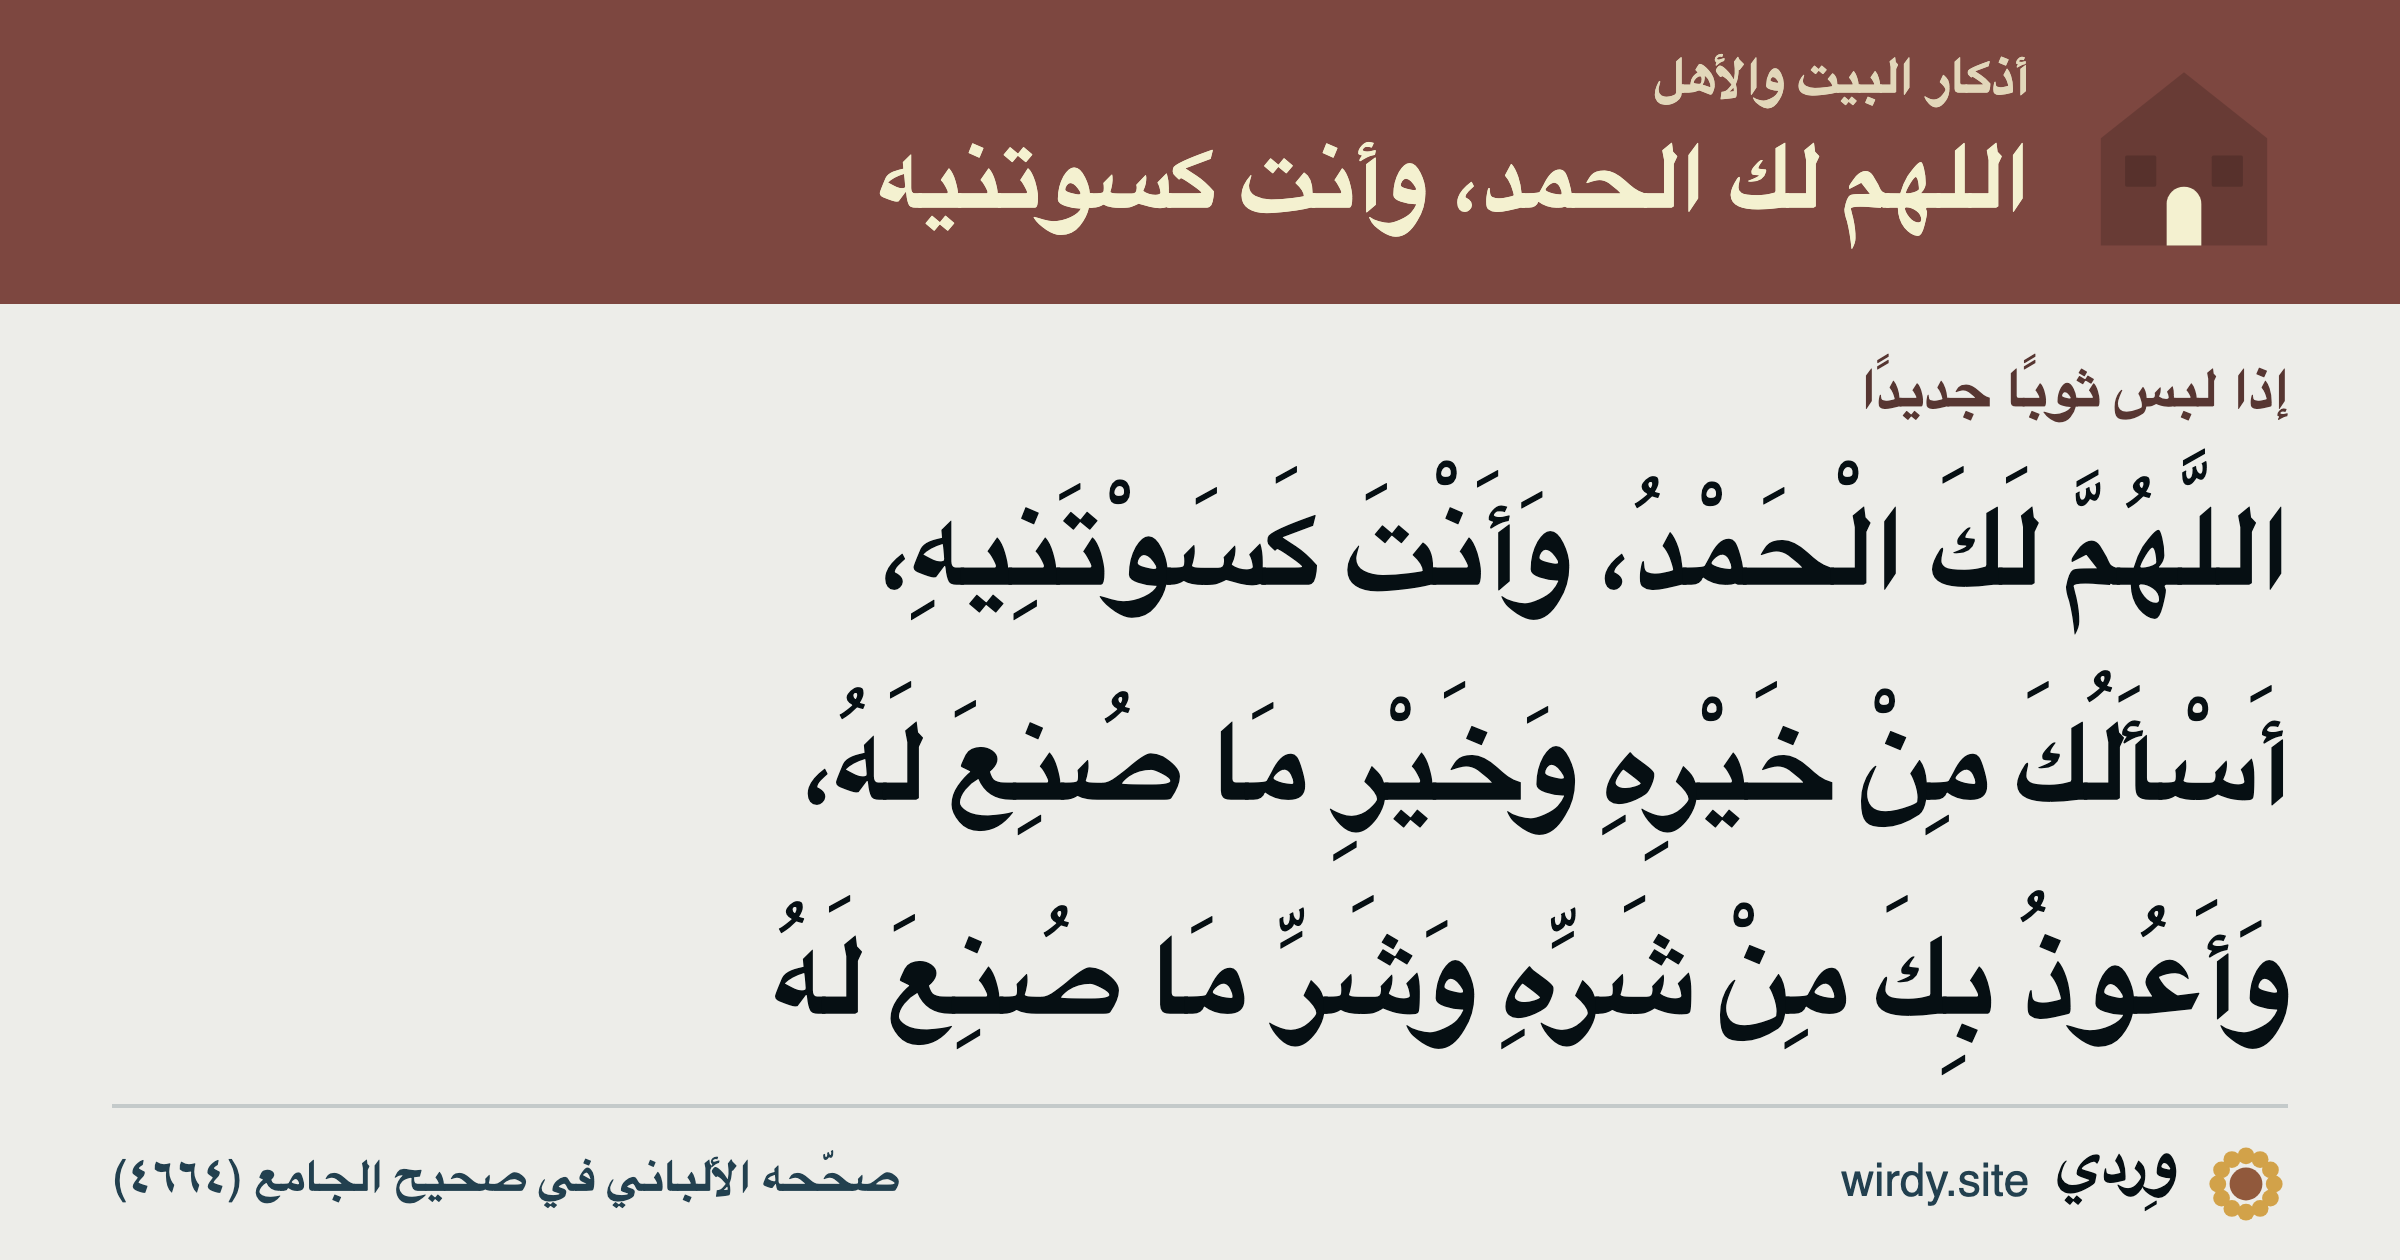 أذكار البيت والأهل
اللهم لك الحمد، وأنت كسوتنيه
إذا لبس ثوبًا جديدًا
اللَّهُمَّ لَكَ الْحَمْدُ، وَأَنْتَ كَسَوْتَنِيهِ،
أَسْأَلُكَ مِنْ خَيْرِهِ وَخَيْرِ مَا صُنِعَ لَهُ،
وَأَعُوذُ بِكَ مِنْ شَرِّهِ وَشَرِّ مَا صُنِعَ لَهُ
وِردي wirdy.site
صحّحه الألباني في صحيح الجامع (٤٦٦٤)